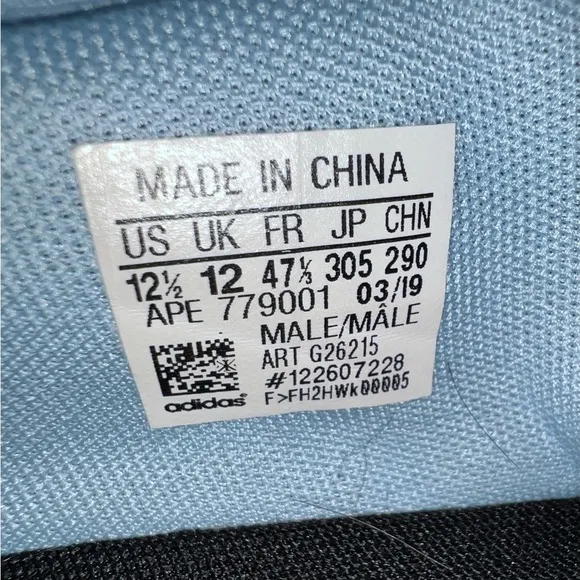 MADE IN CHINA
US UK FR JP CHN
12½ 12 47⅓ 305 290
APE 779001 03/19
MALE/MÂLE
ART G26215
#122607228
F>FH2HWk00005
adidas